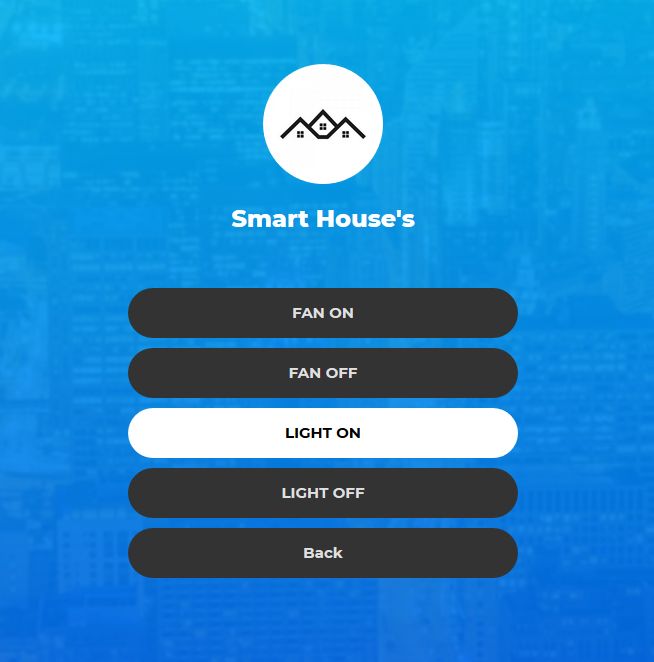 Smart House's
FAN ON
FAN OFF
LIGHT ON
LIGHT OFF
Back